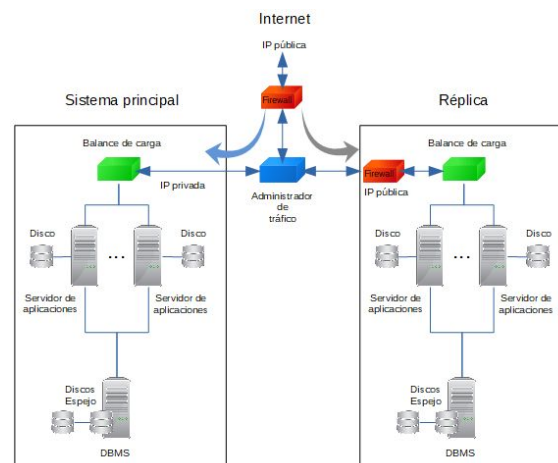 Internet
IP pública
Firewall
Sistema principal
Réplica
Balance de carga
IP privada
Administrador
de
tráfico
Firewall
IP pública
Balance de carga
Disco
...
Disco
Servidor de
aplicaciones
Servidor de
aplicaciones
Discos
Espejo
DBMS
Disco
...
Disco
Servidor de
aplicaciones
Servidor de
aplicaciones
Discos
Espejo
DBMS